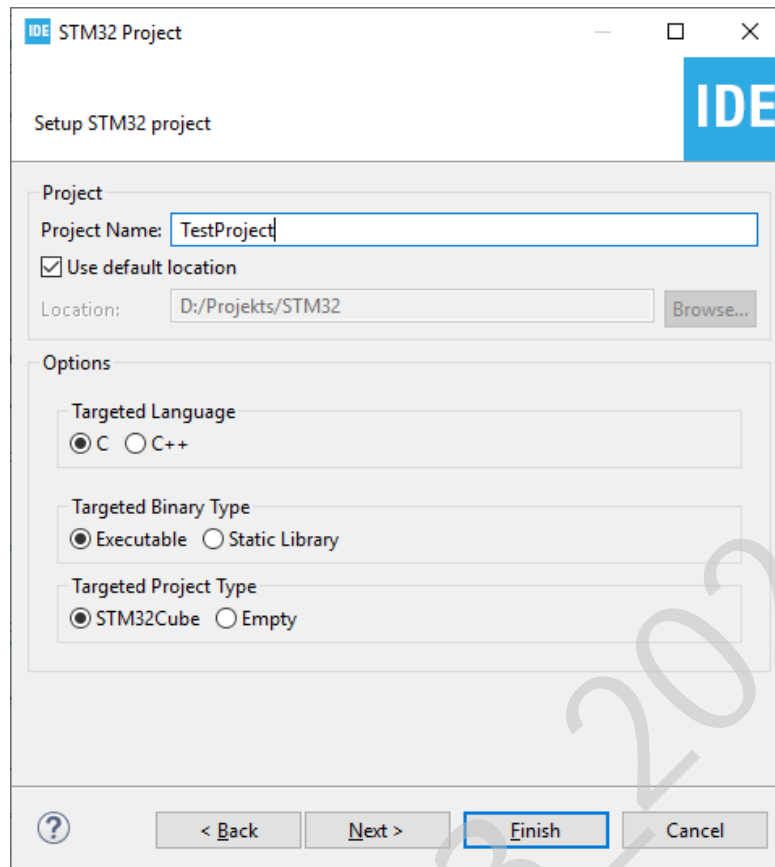 IDE STM32 Project
Setup STM32 project
IDE
Project
Project Name: TestProject
Use default location
Location: D:/Projekts/STM32 Browse...
Options
Targeted Language
C C++
Targeted Binary Type
Executable Static Library
Targeted Project Type
STM32Cube Empty
? < Back Next > Finish Cancel